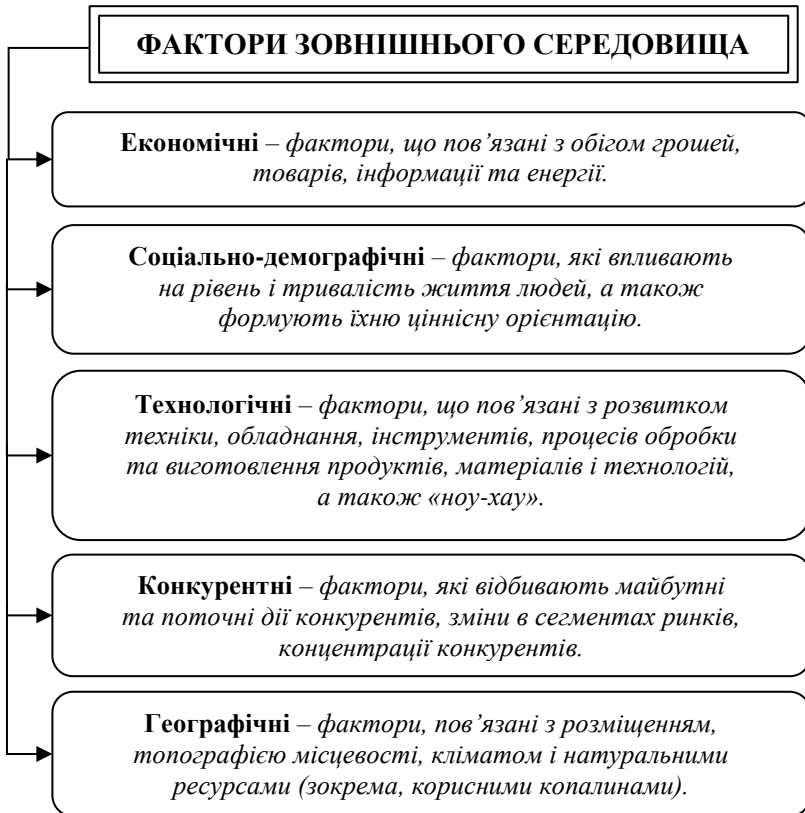 ФАКТОРИ ЗОВНІШНЬОГО СЕРЕДОВИЩА
Економічні – фактори, що пов’язані з обігом грошей,
товарів, інформації та енергії.
Соціально-демографічні – фактори, які впливають
на рівень і тривалість життя людей, а також
формують їхню ціннісну орієнтацію.
Технологічні – фактори, що пов’язані з розвитком
техніки, обладнання, інструментів, процесів обробки
та виготовлення продуктів, матеріалів і технологій,
а також «ноу-хау».
Конкурентні – фактори, які відбивають майбутні
та поточні дії конкурентів, зміни в сегментах ринків,
концентрації конкурентів.
Географічні – фактори, пов’язані з розміщенням,
топографією місцевості, кліматом і натуральними
ресурсами (зокрема, корисними копалинами).